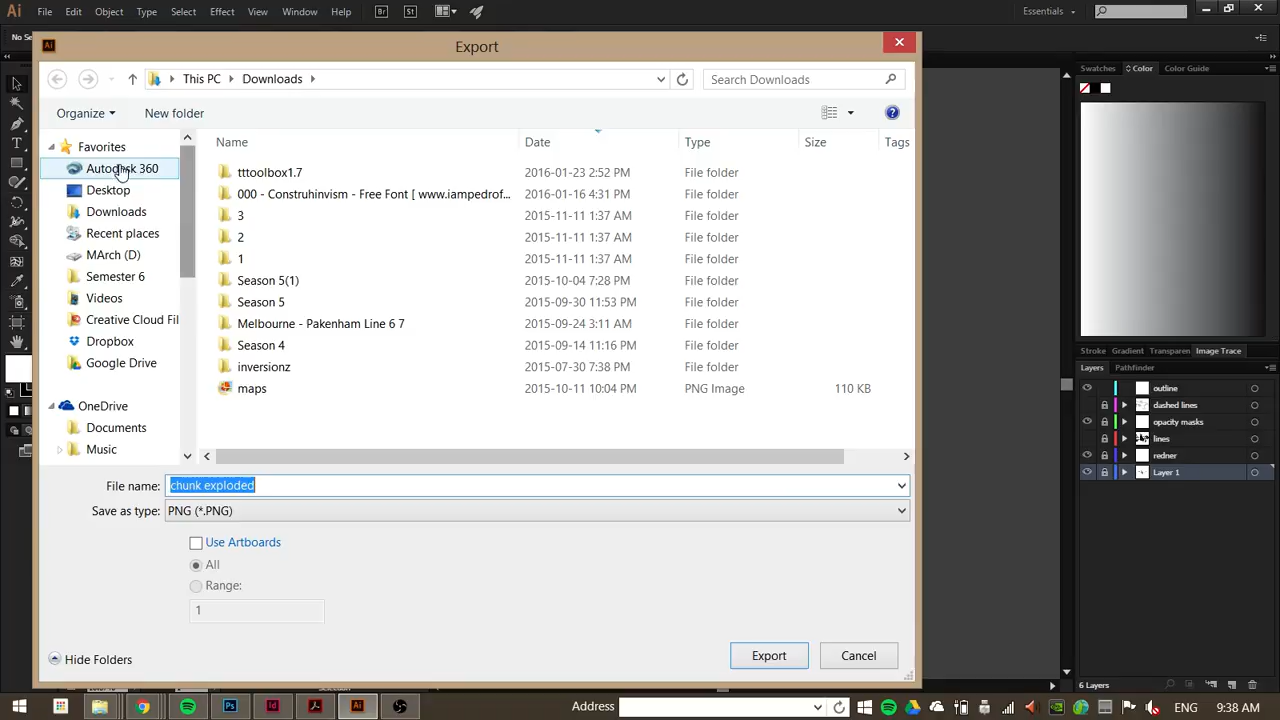 Ai File Edit Object Type Select Effect View Window Help Br St Essentials
Export
No Se
This PC Downloads Search Downloads
Organize New folder
Swatches Color Color Guide
Name Date Type Size Tags
Favorites
Autodesk 360
Desktop
Downloads
Recent places
MArch (D)
Semester 6
Videos
Creative Cloud Fil
Dropbox
Google Drive
OneDrive
Documents
Music
tttoolbox1.7 2016-01-23 2:52 PM File folder
000 - Construhinvism - Free Font [ www.iampedrof... 2016-01-16 4:31 PM File folder
3 2015-11-11 1:37 AM File folder
2 2015-11-11 1:37 AM File folder
1 2015-11-11 1:37 AM File folder
Season 5(1) 2015-10-04 7:28 PM File folder
Season 5 2015-09-30 11:53 PM File folder
Melbourne - Pakenham Line 6 7 2015-09-24 3:11 AM File folder
Season 4 2015-09-14 11:16 PM File folder
inversionz 2015-07-30 7:38 PM File folder
maps 2015-10-11 10:04 PM PNG Image 110 KB
Stroke Gradient Transparen Image Trace
Layers Pathfinder
outline
dashed lines
opacity masks
lines
redner
Layer 1
File name: chunk exploded
Save as type: PNG (*.PNG)
Use Artboards
All
Range:
1
Hide Folders Export Cancel
6 Layers
Selection
Ps Id Ai Address ENG 9:38 AM